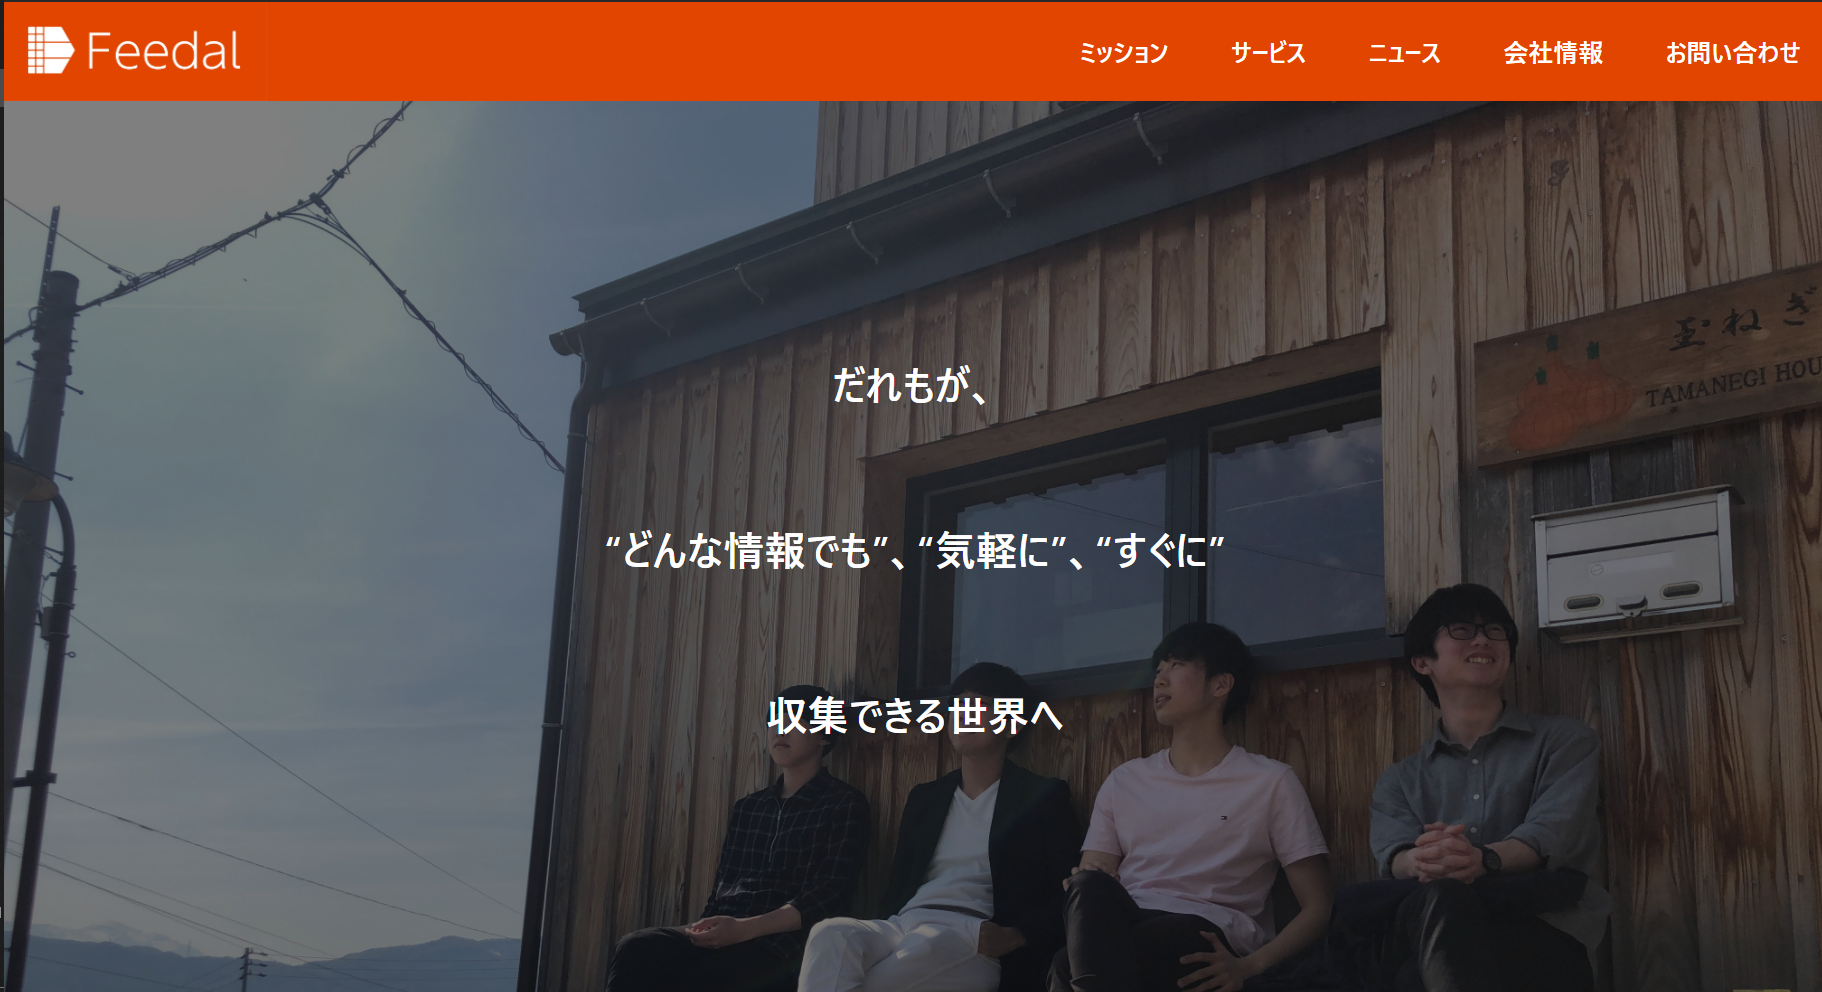 Feedal
ミッション サービス ニュース 会社情報 お問い合わせ
だれもが、
玉ねぎ
TAMANEGI HOU
“どんな情報でも”、“気軽に”、“すぐに”
収集できる世界へ